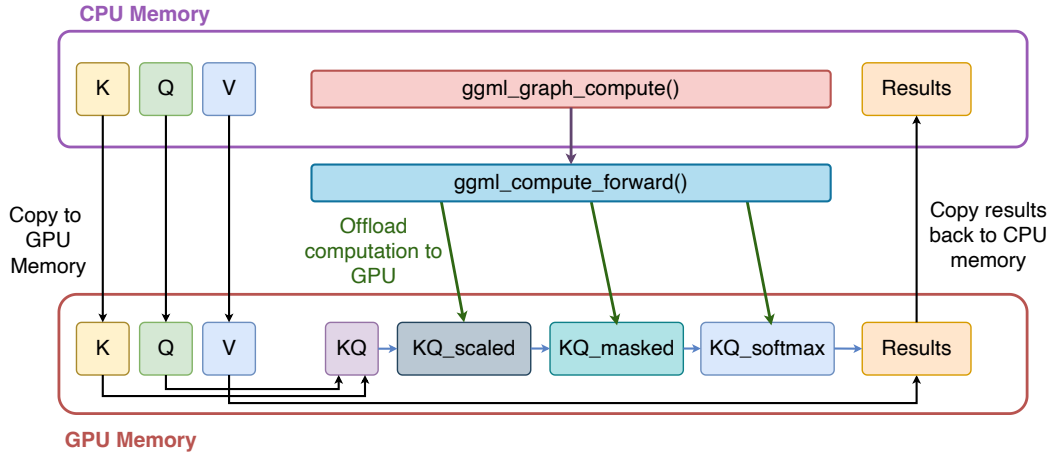 CPU Memory
K
Q
V
ggml_graph_compute()
Results
ggml_compute_forward()
Copy to
GPU
Memory
Offload
computation to
GPU
Copy results
back to CPU
memory
K
Q
V
KQ
KQ_scaled
KQ_masked
KQ_softmax
Results
GPU Memory